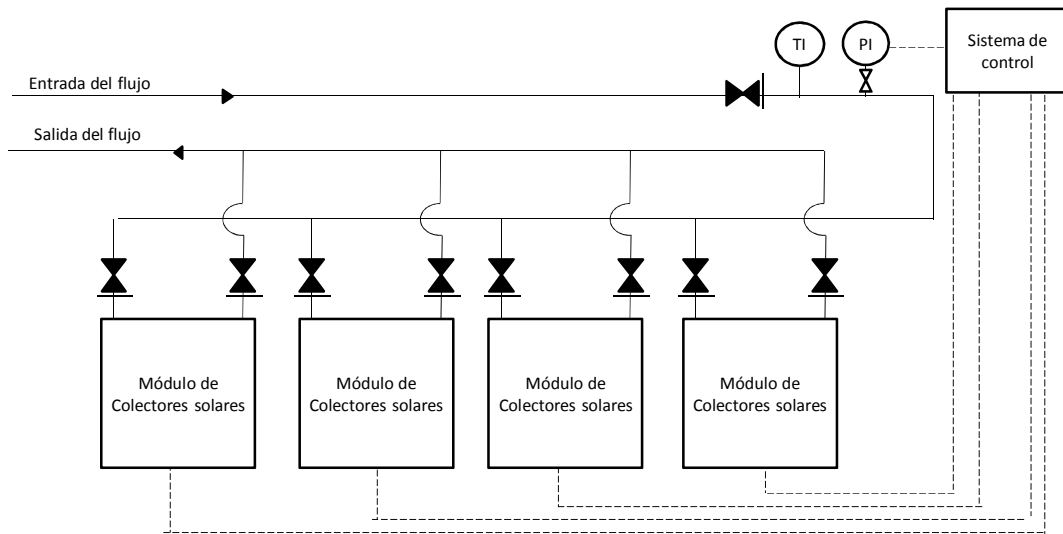 TI
PI
Sistema de
control
Entrada del flujo
Salida del flujo
Módulo de
Colectores solares
Módulo de
Colectores solares
Módulo de
Colectores solares
Módulo de
Colectores solares